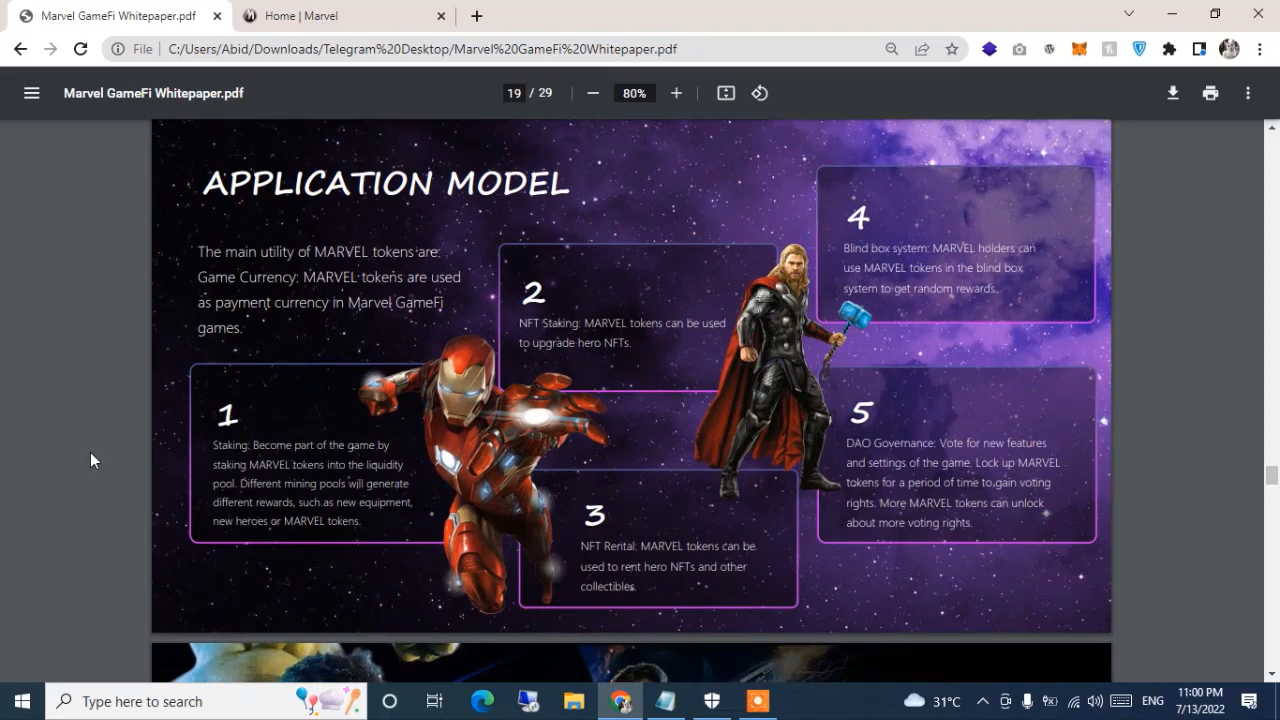 Marvel GameFi Whitepaper.pdf
Home | Marvel
File
C:/Users/Abid/Downloads/Telegram%20Desktop/Marvel%20GameFi%20Whitepaper.pdf
Marvel GameFi Whitepaper.pdf
19 / 29
80%
APPLICATION MODEL
The main utility of MARVEL tokens are:
Game Currency: MARVEL tokens are used
as payment currency in Marvel GameFi
games.
1
Staking: Become part of the game by
staking MARVEL tokens into the liquidity
pool. Different mining pools will generate
different rewards, such as new equipment,
new heroes or MARVEL tokens.
2
NFT Staking: MARVEL tokens can be used
to upgrade hero NFTs.
3
NFT Rental: MARVEL tokens can be
used to rent hero NFTs and other
collectibles.
4
Blind box system: MARVEL holders can
use MARVEL tokens in the blind box
system to get random rewards.
5
DAO Governance: Vote for new features
and settings of the game. Lock up MARVEL
tokens for a period of time to gain voting
rights. More MARVEL tokens can unlock
about more voting rights.
Type here to search
31°C
ENG
11:00 PM
7/13/2022